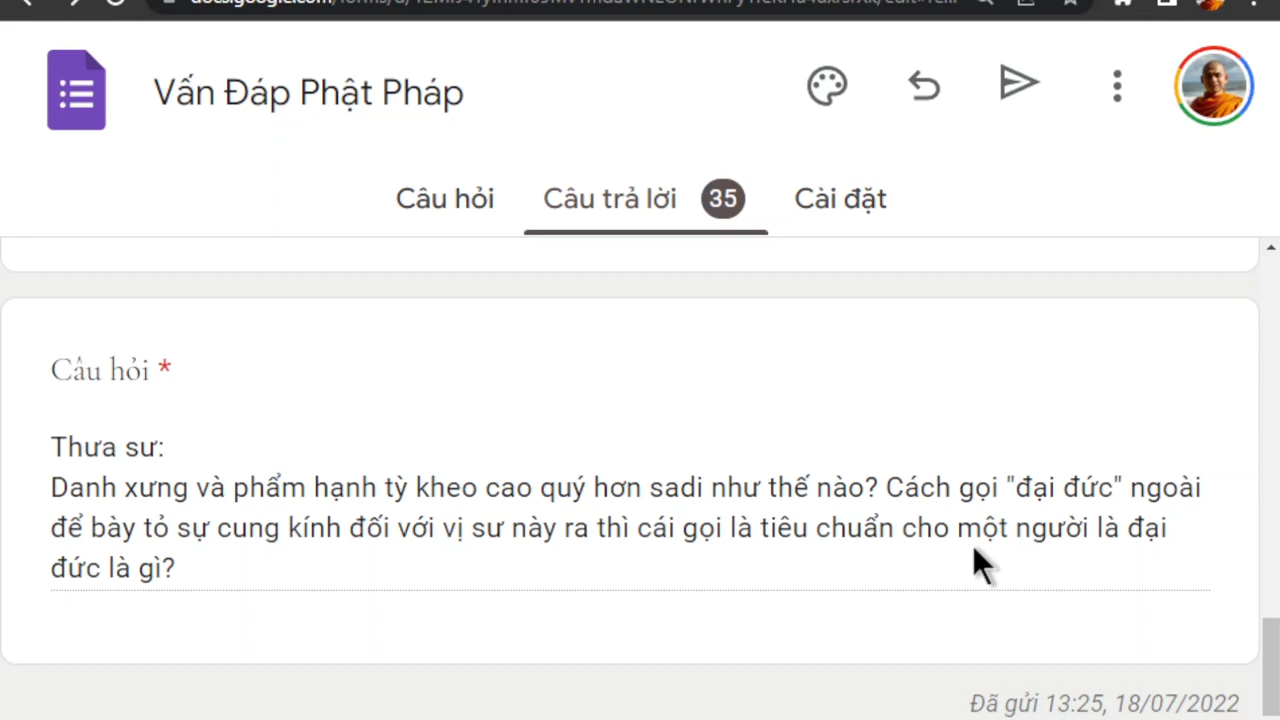 Vấn Đáp Phật Pháp
Câu hỏi
Câu trả lời 35
Cài đặt
Câu hỏi *
Thưa sư:
Danh xưng và phẩm hạnh tỳ kheo cao quý hơn sadi như thế nào? Cách gọi "đại đức" ngoài
để bày tỏ sự cung kính đối với vị sư này ra thì cái gọi là tiêu chuẩn cho một người là đại
đức là gì?
Đã gửi 13:25, 18/07/2022